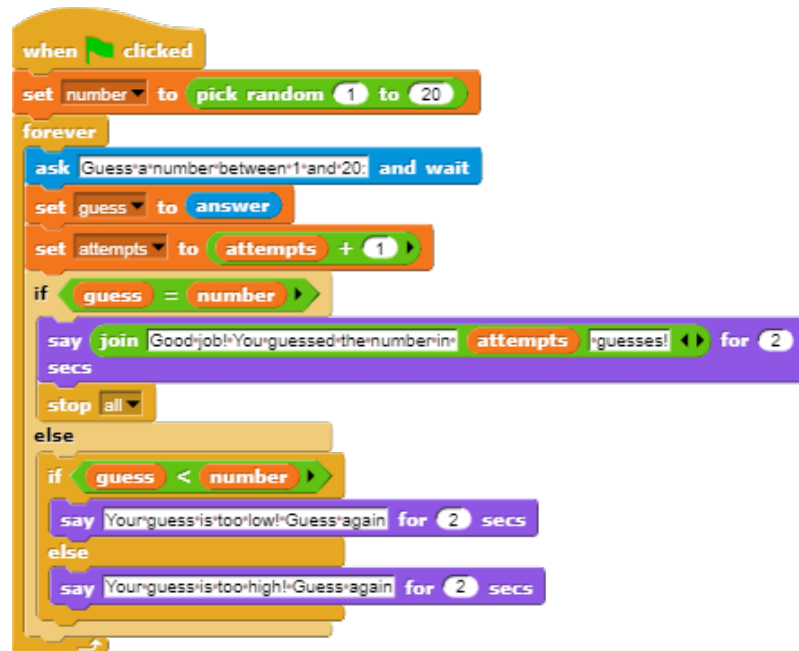 when clicked
set number to pick random 1 to 20
forever
ask Guess a number between 1 and 20: and wait
set guess to answer
set attempts to attempts + 1
if guess = number
say join Good job! You guessed the number in attempts guesses! for 2
secs
stop all
else
if guess < number
say Your guess is too low! Guess again for 2 secs
else
say Your guess is too high! Guess again for 2 secs